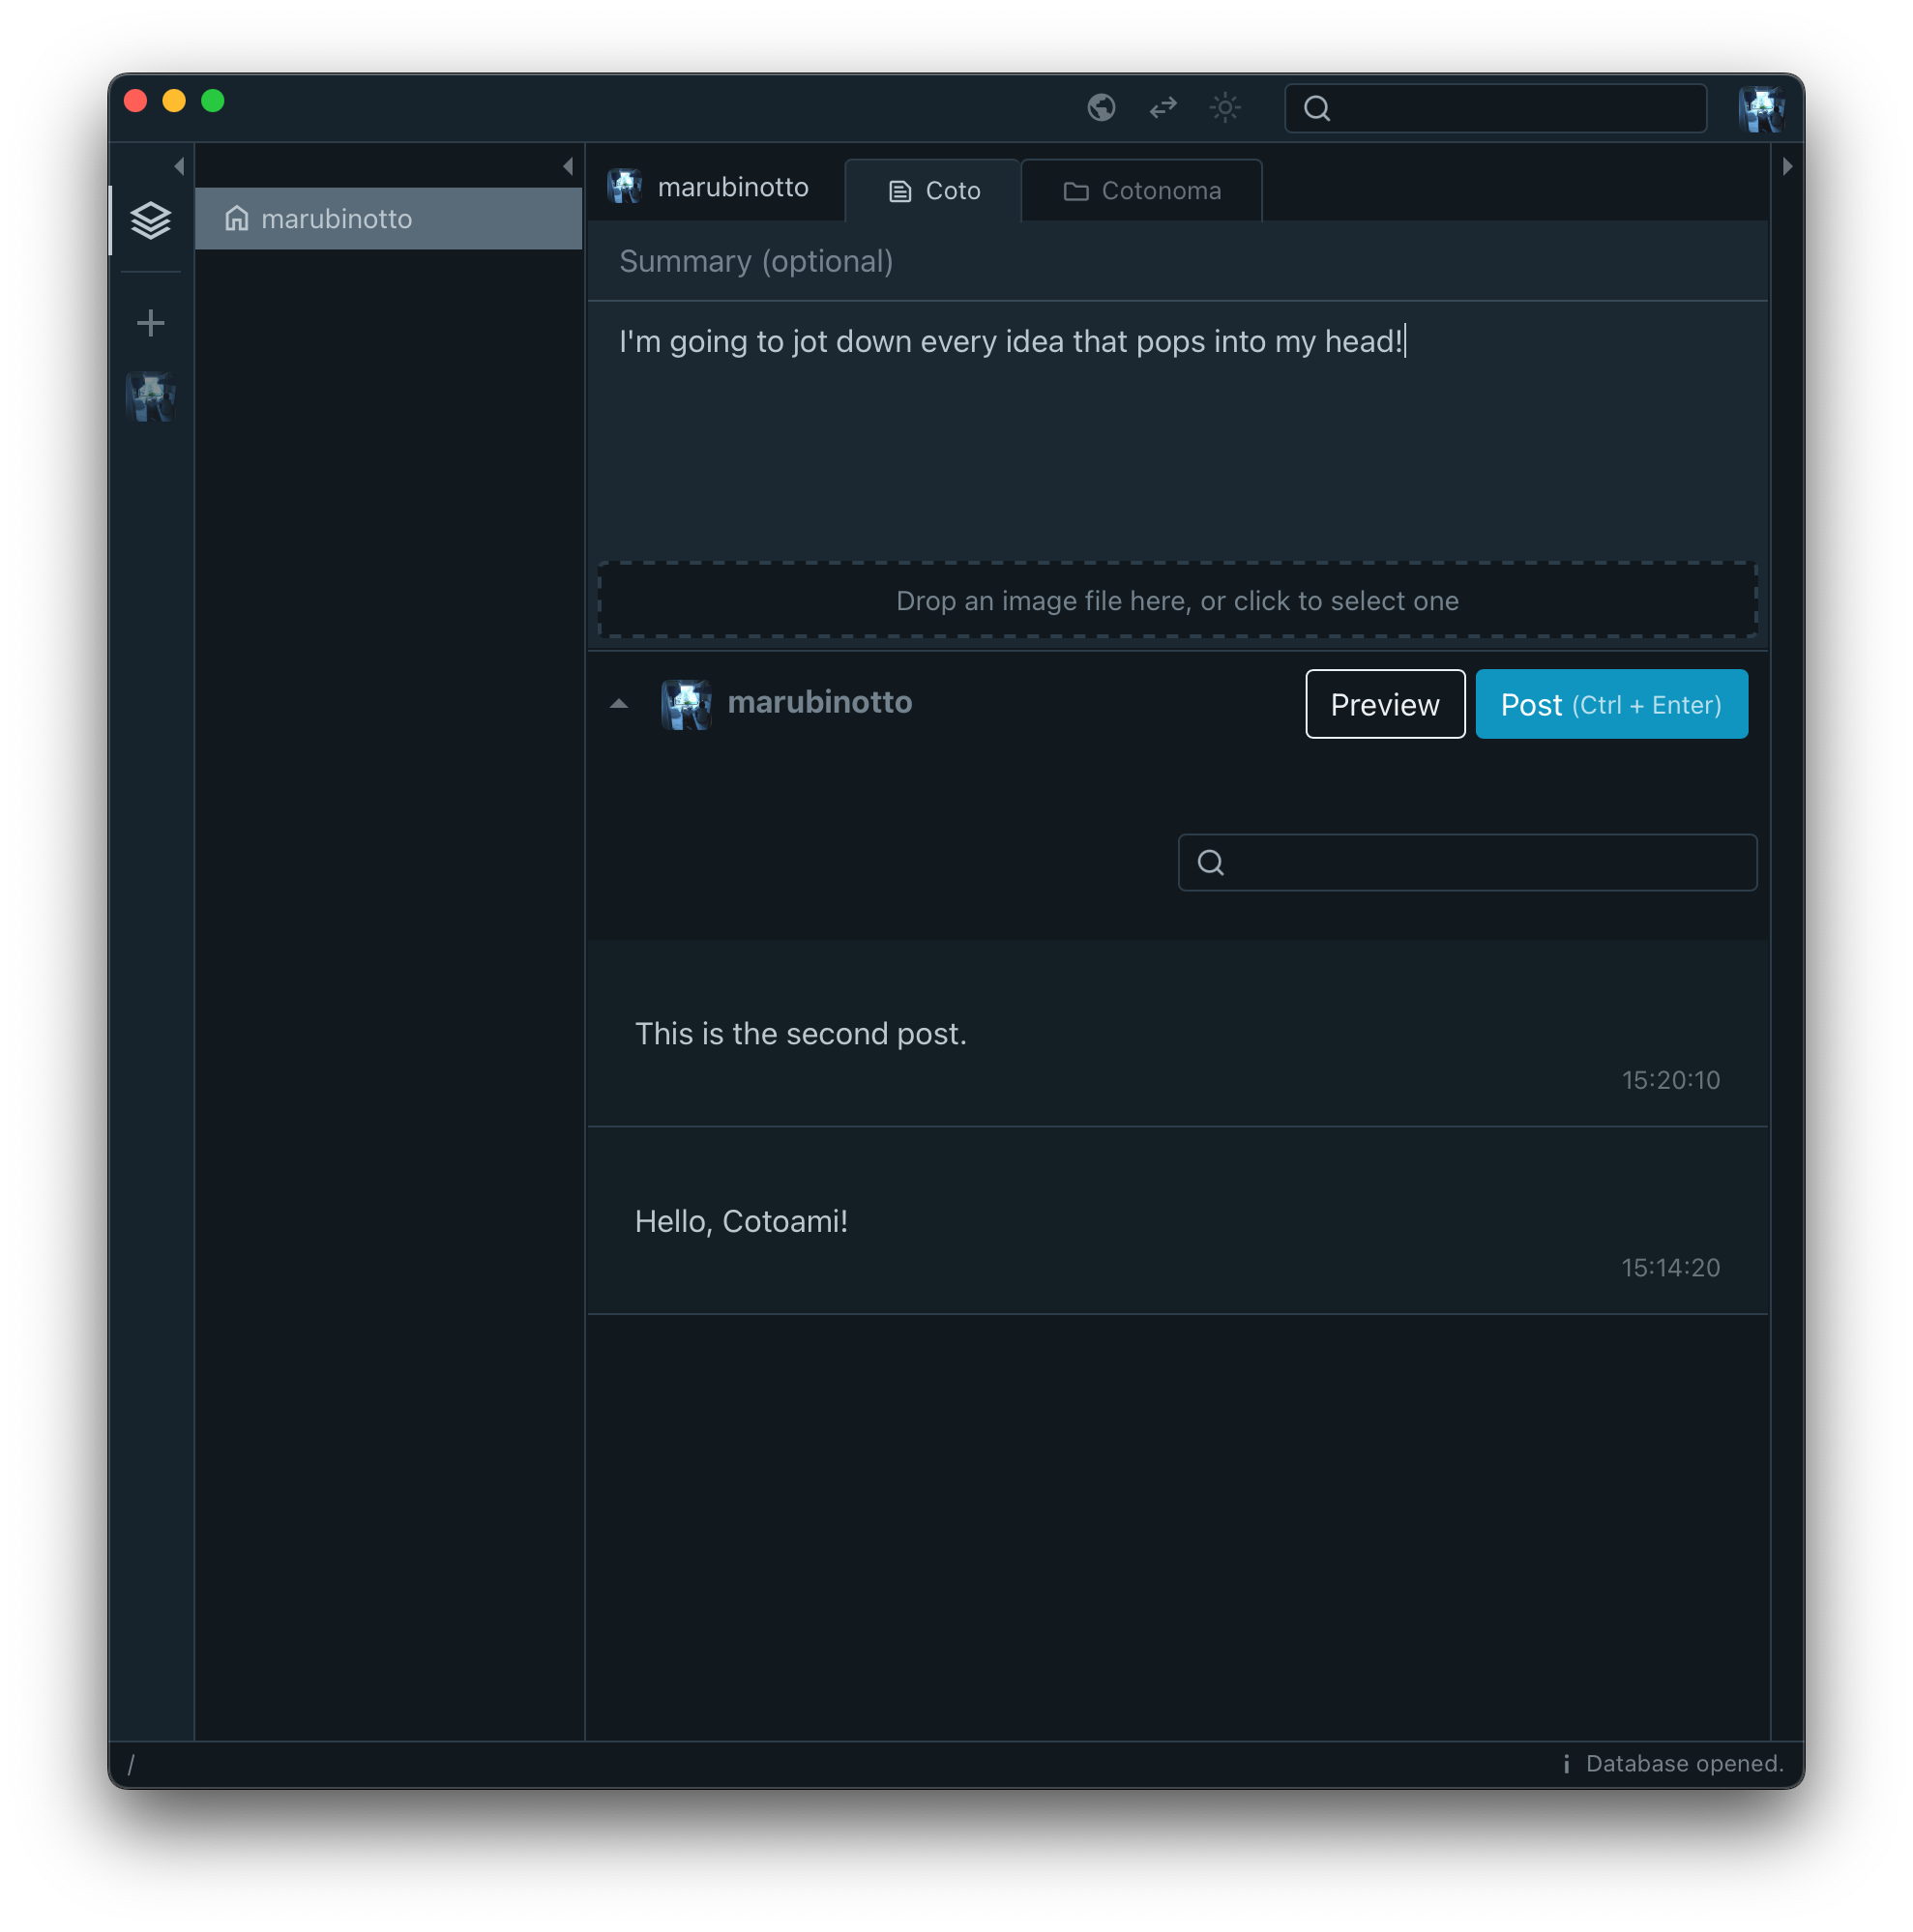 marubinotto
marubinotto
Coto
Cotonoma
Summary (optional)
I'm going to jot down every idea that pops into my head!
Drop an image file here, or click to select one
marubinotto
Preview
Post (Ctrl + Enter)
This is the second post.
15:20:10
Hello, Cotoami!
15:14:20
/
i Database opened.